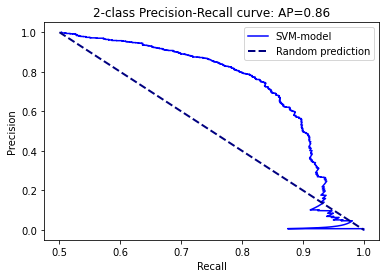 2-class Precision-Recall curve: AP=0.86
SVM-model
Random prediction
Precision
1.0
0.8
0.6
0.4
0.2
0.0
0.5
0.6
0.7
0.8
0.9
1.0
Recall